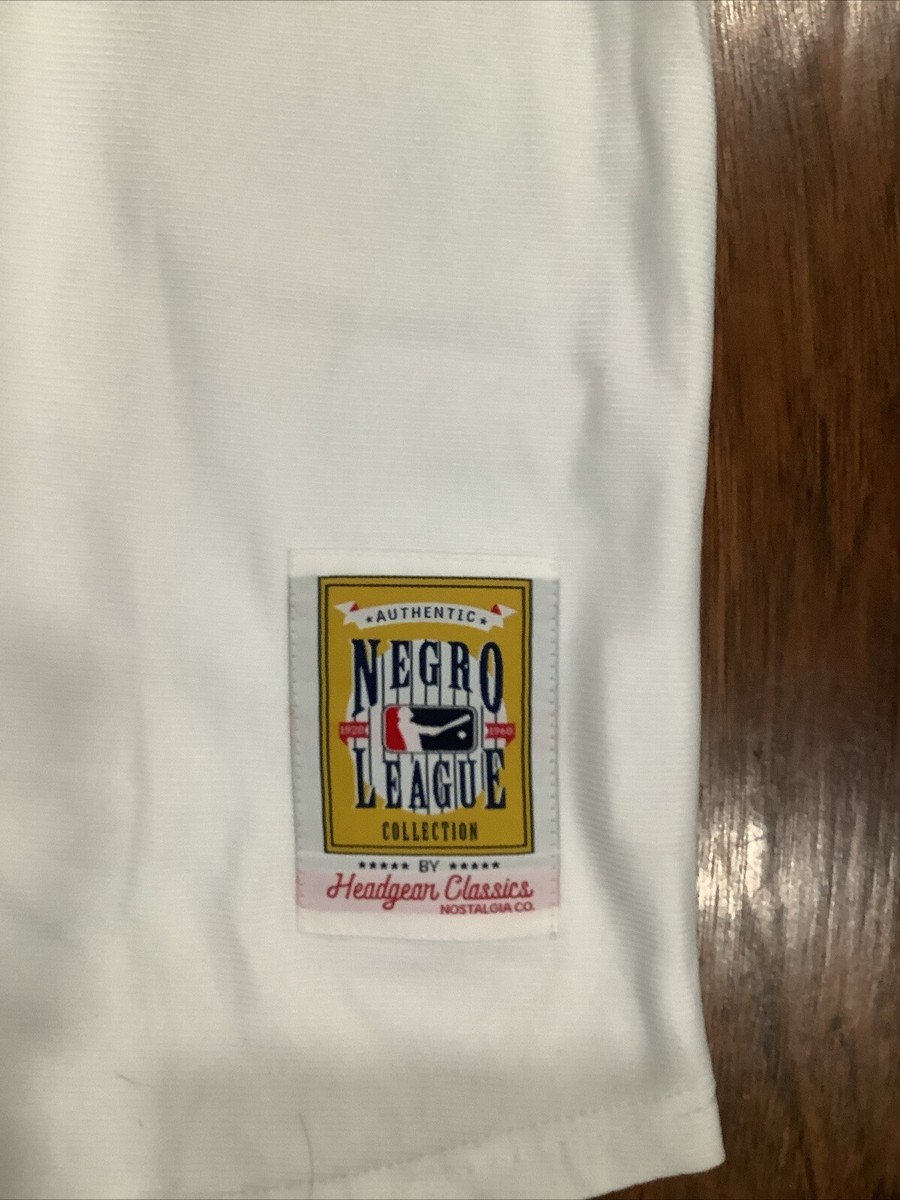 AUTHENTIC
NEGRO
1920 1960
LEAGUE
COLLECTION
BY
Headgear Classics
NOSTALGIA CO.